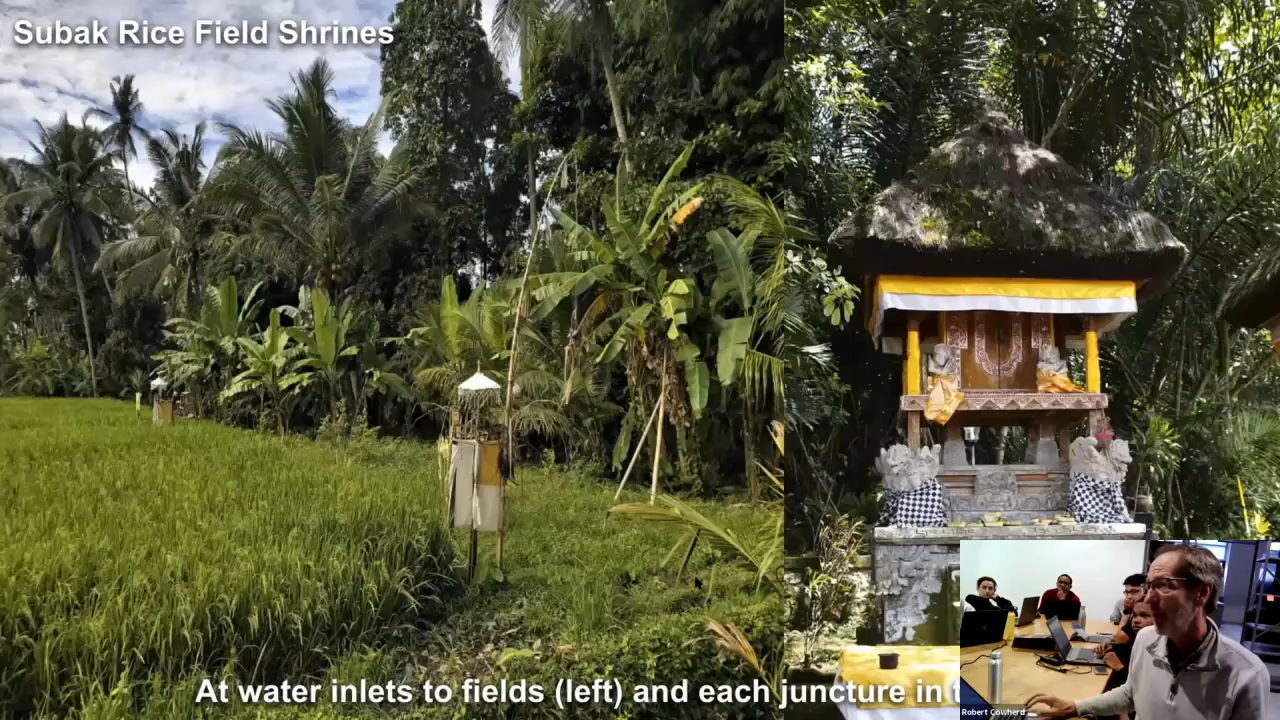 Subak Rice Field Shrines
At water inlets to fields (left) and each juncture in
Robert Cowherd